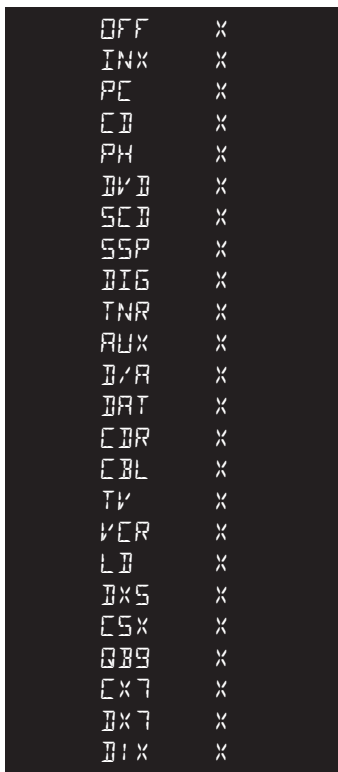 OFF X
INX X
PC X
CD X
PH X
DVD X
SCD X
SSP X
DIG X
TNR X
AUX X
D/A X
DAT X
CDR X
CBL X
TV X
VCR X
LD X
DX5 X
CSX X
QB9 X
CX7 X
DX7 X
DIX X